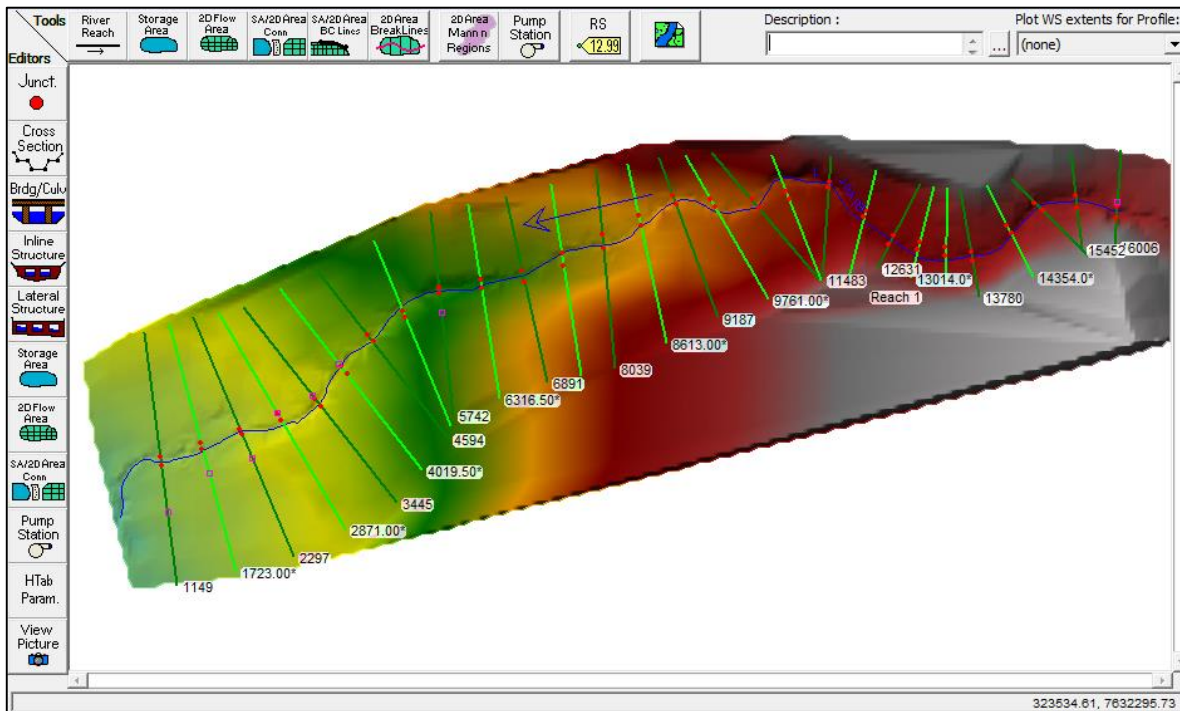 Tools
Editors
River
Reach
Storage
Area
2D Flow
Area
SA/2D Area
Conn
SA/2D Area
BC Lines
2D Area
BreakLines
2D Area
Mann n
Regions
Pump
Station
RS
12.99
Description :
...
Plot WS extents for Profile:
(none)
Junct.
Cross
Section
Brdg/Culv
Inline
Structure
Lateral
Structure
Storage
Area
2D Flow
Area
SA/2D Area
Conn
Pump
Station
HTab
Param.
View
Picture
15452
6006
14354.0*
13780
13014.0*
12631
Reach 1
11483
9761.00*
9187
8613.00*
8039
6891
6316.50*
5742
4594
4019.50*
3445
2871.00*
2297
1723.00*
1149
323534.61, 7632295.73